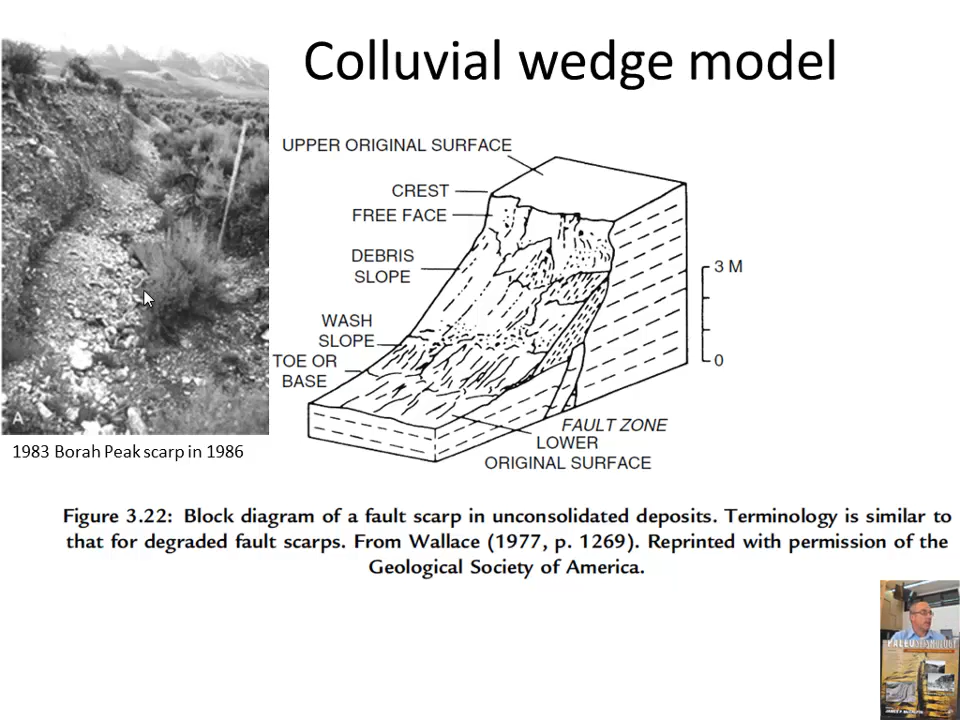 Colluvial wedge model
UPPER ORIGINAL SURFACE
CREST
FREE FACE
DEBRIS
SLOPE
WASH
SLOPE
TOE OR
BASE
3 M
0
FAULT ZONE
LOWER
ORIGINAL SURFACE
A
1983 Borah Peak scarp in 1986
Figure 3.22: Block diagram of a fault scarp in unconsolidated deposits. Terminology is similar to
that for degraded fault scarps. From Wallace (1977, p. 1269). Reprinted with permission of the
Geological Society of America.
PALEOSEISMOLOGY